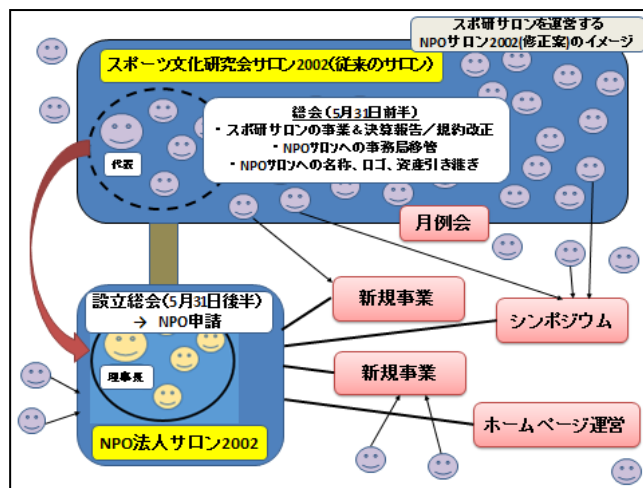 スポ研サロンを運営する
NPOサロン2002(修正案)のイメージ
スポーツ文化研究会サロン2002(従来のサロン)
総会(5月31日前半)
・スポ研サロンの事業&決算報告/規約改正
・NPOサロンへの事務局移管
・NPOサロンへの名称、ロゴ、資産引き継ぎ
代表
月例会
設立総会(5月31日後半)
→ NPO申請
理事長
NPO法人サロン2002
新規事業
シンポジウム
新規事業
ホームページ運営